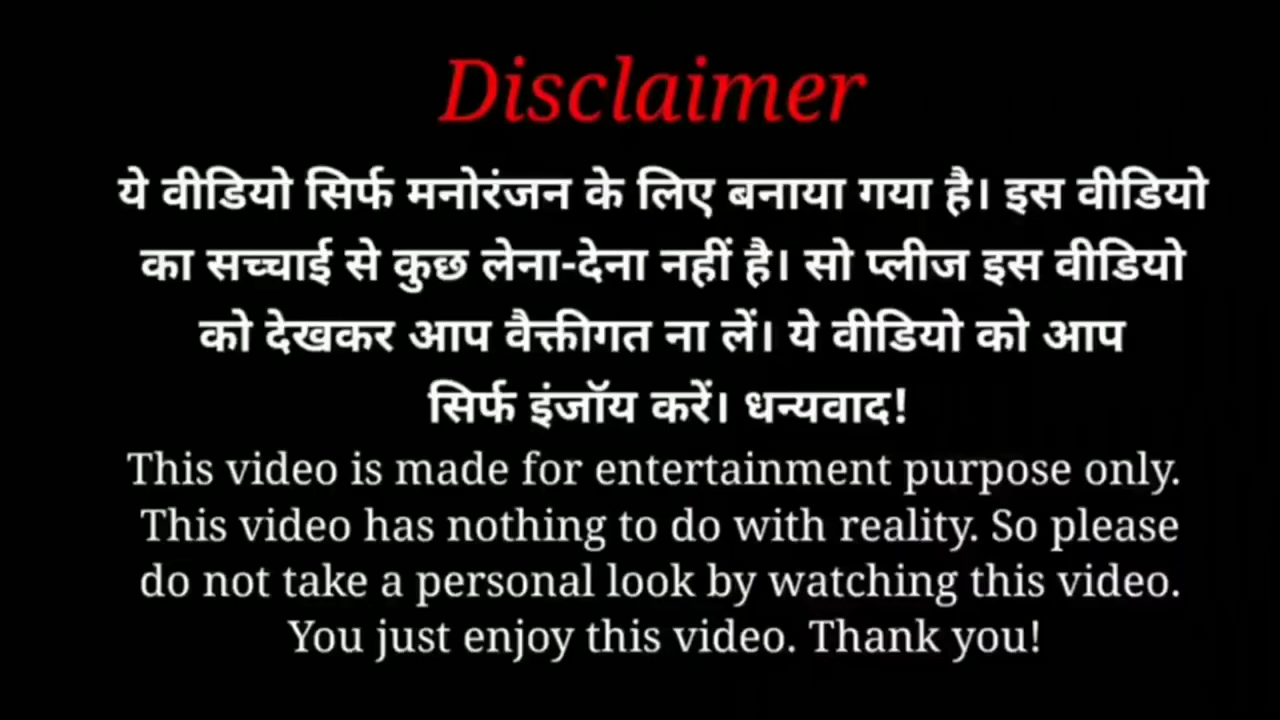 Disclaimer
ये वीडियो सिर्फ मनोरंजन के लिए बनाया गया है। इस वीडियो
का सच्चाई से कुछ लेना-देना नहीं है। सो प्लीज इस वीडियो
को देखकर आप वैक्तीगत ना लें। ये वीडियो को आप
सिर्फ इंजॉय करें। धन्यवाद!
This video is made for entertainment purpose only.
This video has nothing to do with reality. So please
do not take a personal look by watching this video.
You just enjoy this video. Thank you!